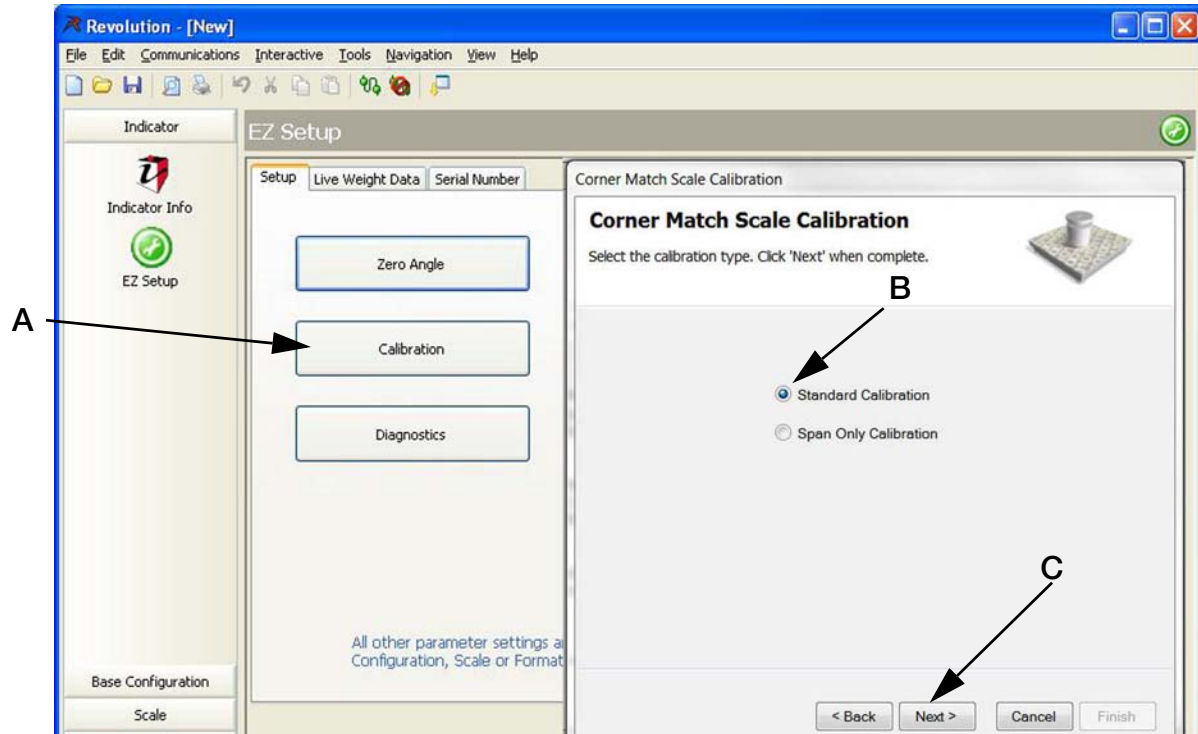 Revolution - [New]
File Edit Communications Interactive Tools Navigation View Help
Indicator
EZ Setup
Indicator Info
EZ Setup
Setup Live Weight Data Serial Number
Zero Angle
Calibration
Diagnostics
All other parameter settings a
Configuration, Scale or Format
Base Configuration
Scale
Corner Match Scale Calibration
Corner Match Scale Calibration
Select the calibration type. Click 'Next' when complete.
Standard Calibration
Span Only Calibration
< Back Next > Cancel Finish
A
B
C